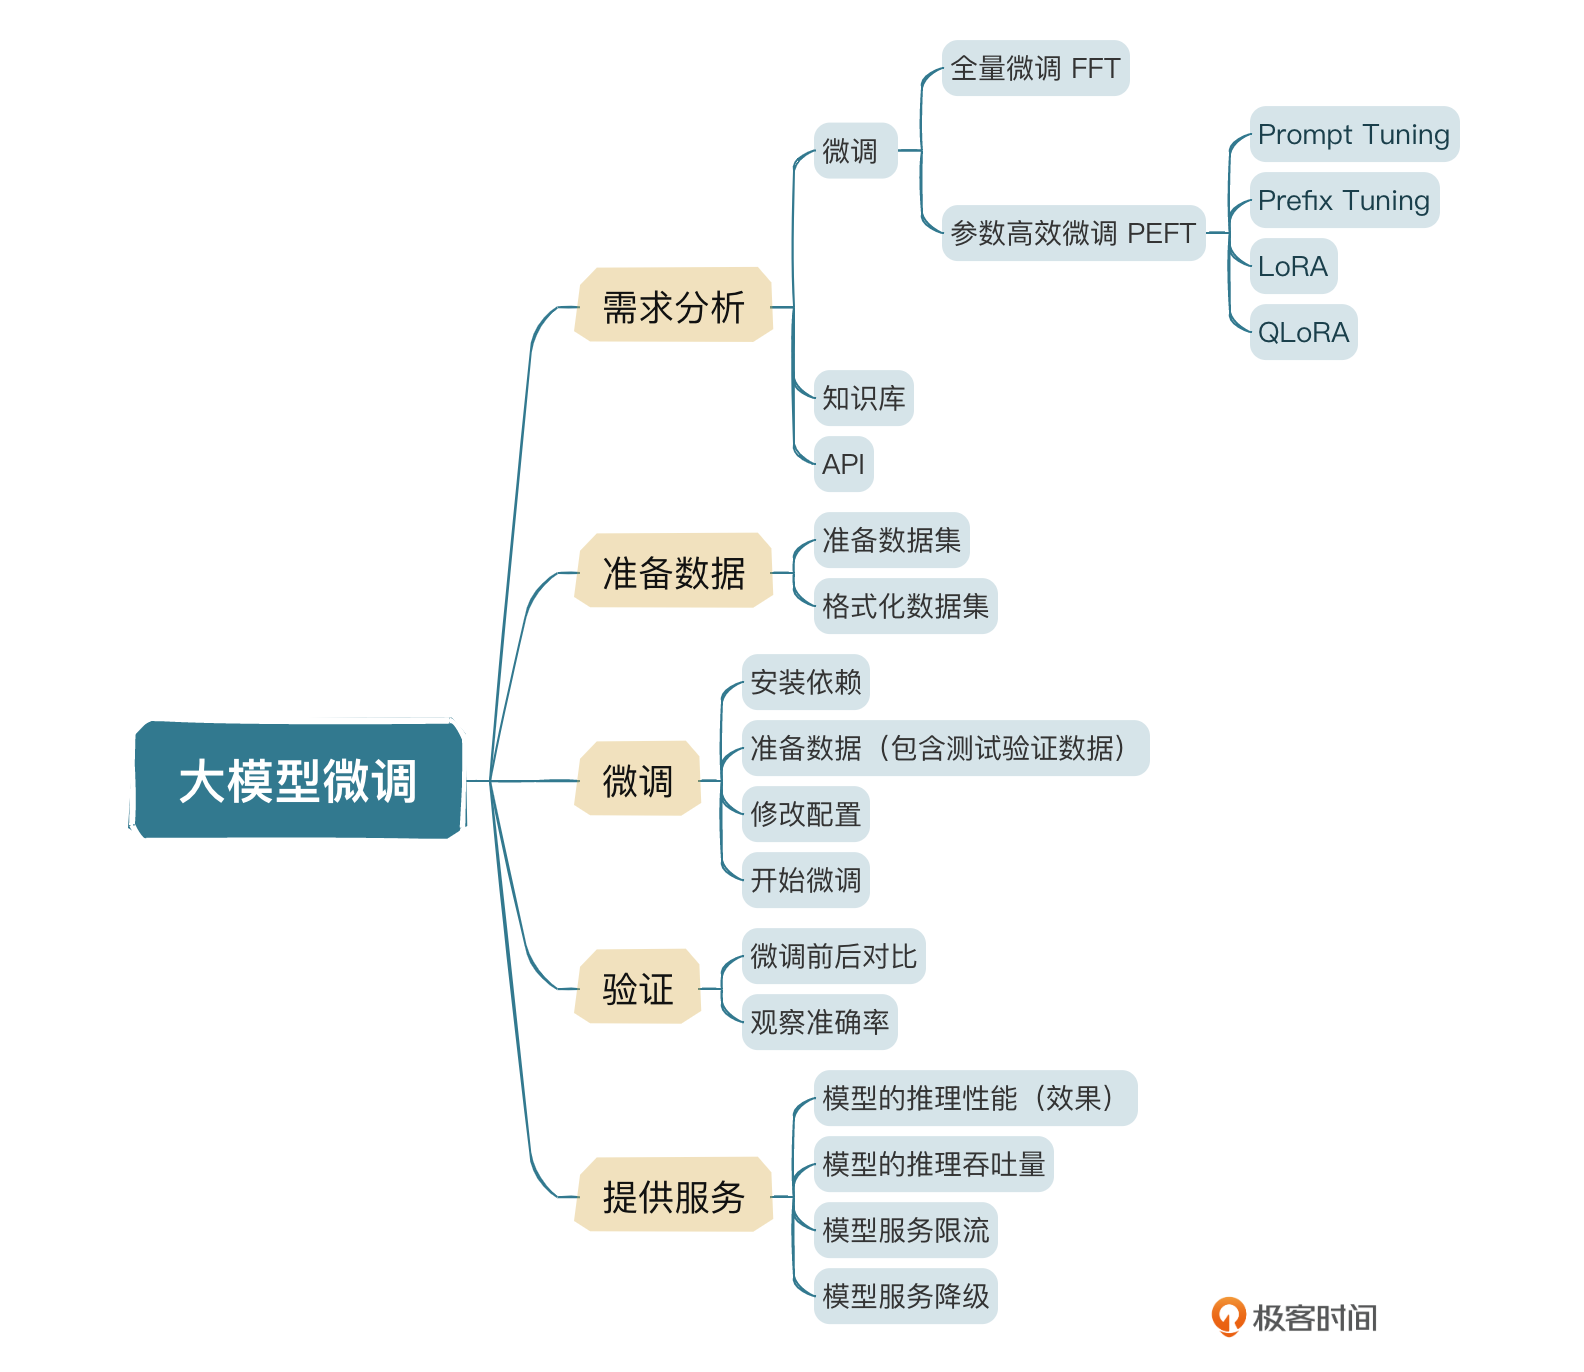 大模型微调
需求分析
微调
全量微调 FFT
参数高效微调 PEFT
Prompt Tuning
Prefix Tuning
LoRA
QLoRA
知识库
API
准备数据
准备数据集
格式化数据集
微调
安装依赖
准备数据（包含测试验证数据）
修改配置
开始微调
验证
微调前后对比
观察准确率
提供服务
模型的推理性能（效果）
模型的推理吞吐量
模型服务限流
模型服务降级
极客时间